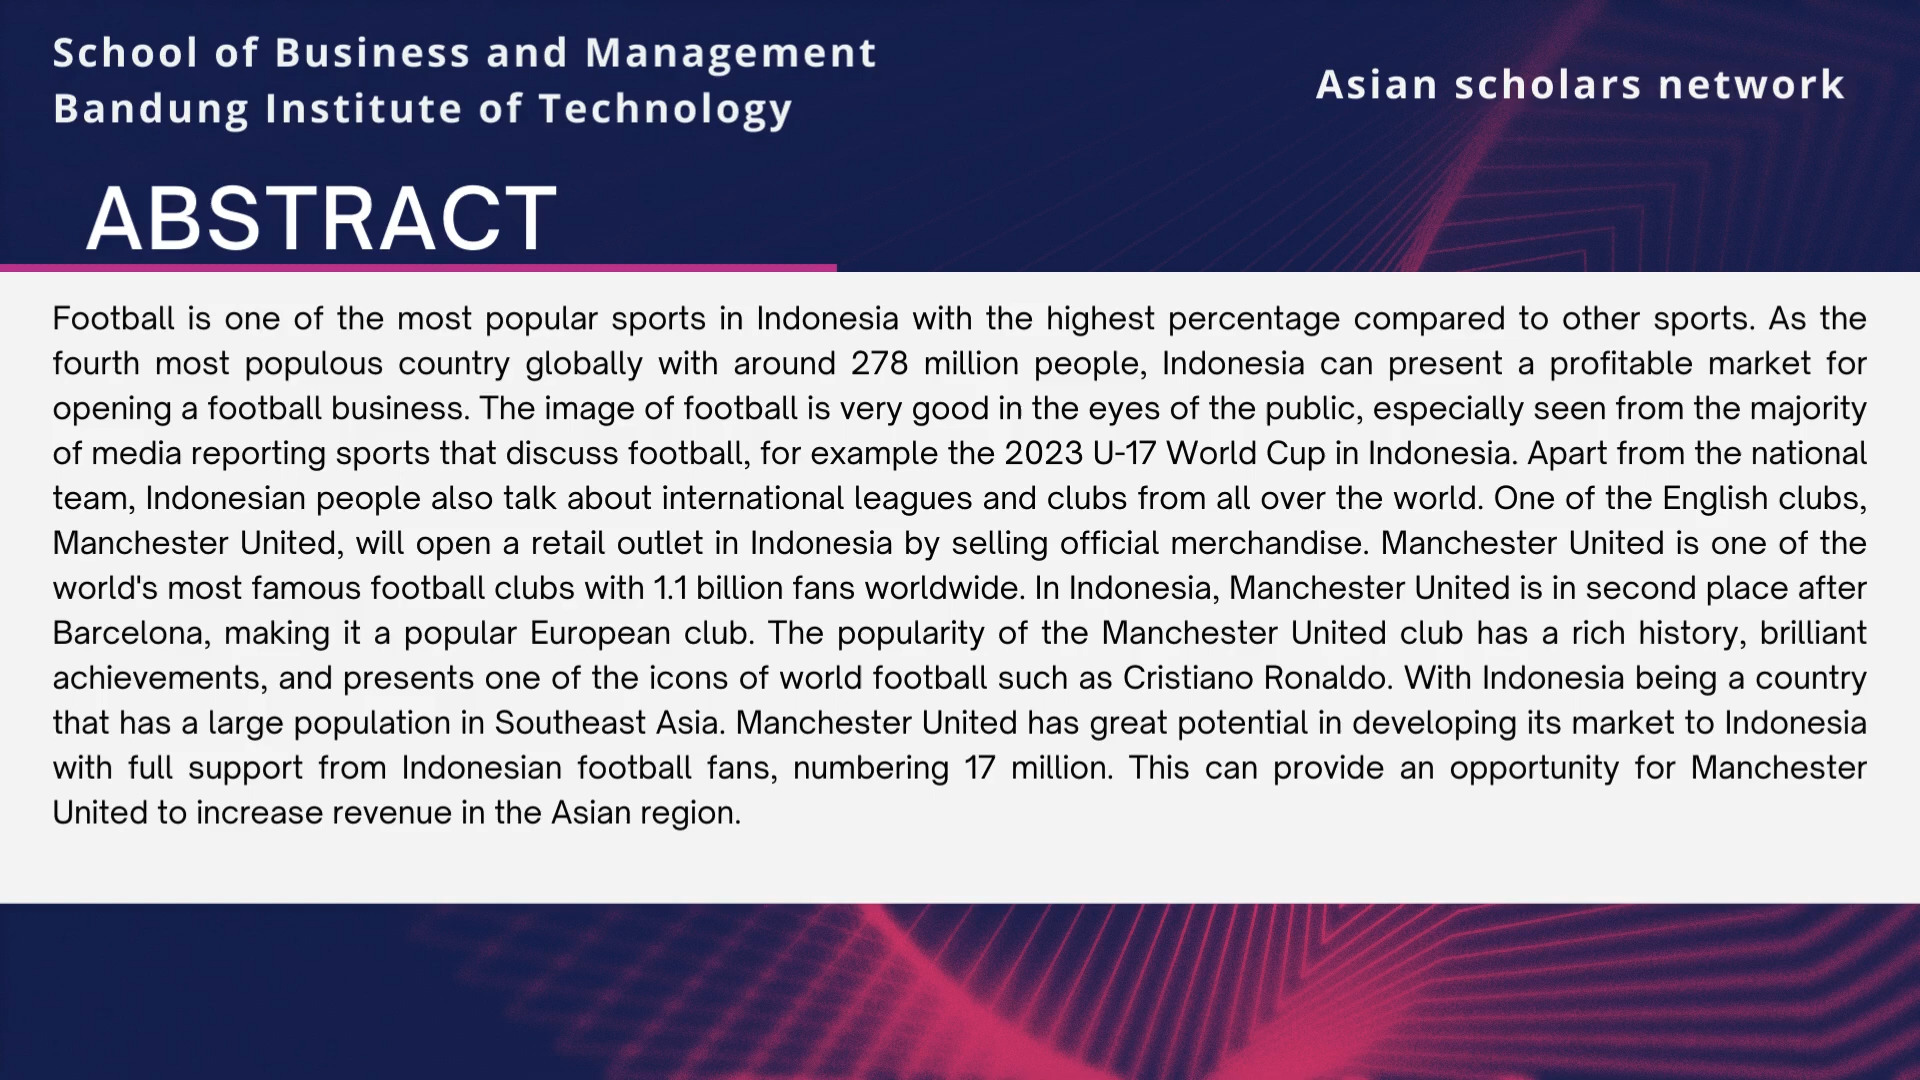 School of Business and Management
Bandung Institute of Technology
Asian scholars network
ABSTRACT
Football is one of the most popular sports in Indonesia with the highest percentage compared to other sports. As the
fourth most populous country globally with around 278 million people, Indonesia can present a profitable market for
opening a football business. The image of football is very good in the eyes of the public, especially seen from the majority
of media reporting sports that discuss football, for example the 2023 U-17 World Cup in Indonesia. Apart from the national
team, Indonesian people also talk about international leagues and clubs from all over the world. One of the English clubs,
Manchester United, will open a retail outlet in Indonesia by selling official merchandise. Manchester United is one of the
world's most famous football clubs with 1.1 billion fans worldwide. In Indonesia, Manchester United is in second place after
Barcelona, making it a popular European club. The popularity of the Manchester United club has a rich history, brilliant
achievements, and presents one of the icons of world football such as Cristiano Ronaldo. With Indonesia being a country
that has a large population in Southeast Asia. Manchester United has great potential in developing its market to Indonesia
with full support from Indonesian football fans, numbering 17 million. This can provide an opportunity for Manchester
United to increase revenue in the Asian region.